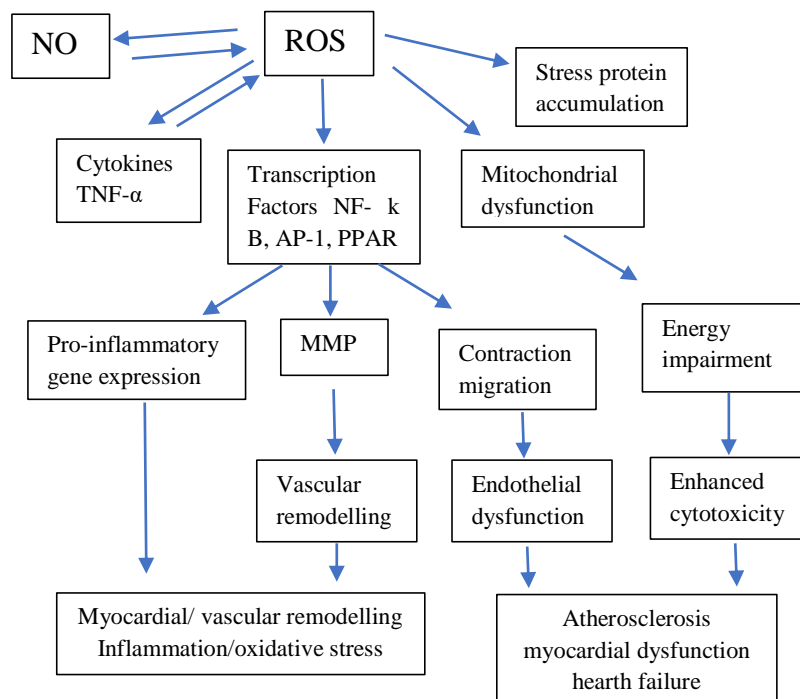 NO
ROS
Stress protein
accumulation
Cytokines
TNF-α
Transcription
Factors NF- k
B, AP-1, PPAR
Mitochondrial
dysfunction
Pro-inflammatory
gene expression
MMP
Contraction
migration
Energy
impairment
Vascular
remodelling
Endothelial
dysfunction
Enhanced
cytotoxicity
Myocardial/ vascular remodelling
Inflammation/oxidative stress
Atherosclerosis
myocardial dysfunction
hearth failure